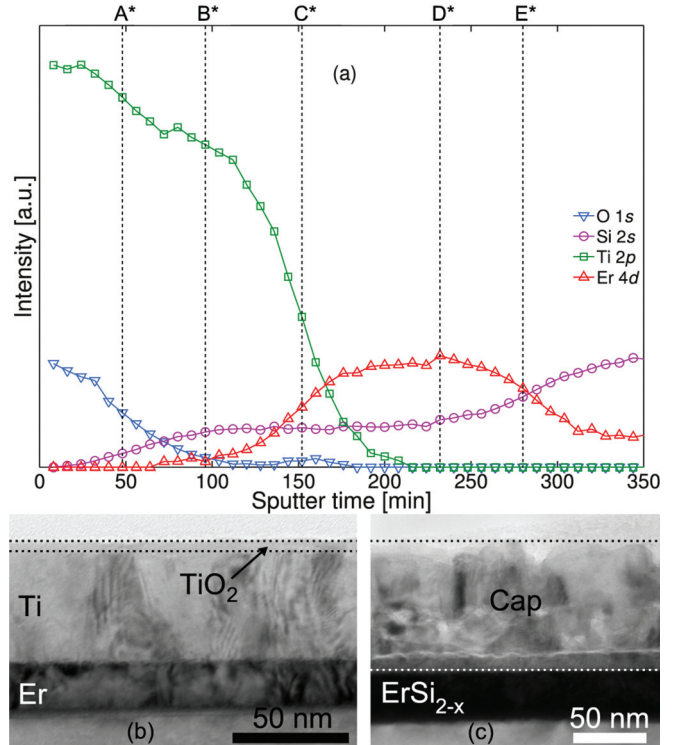 A* B* C* D* E*
(a)
Intensity [a.u.]
O 1s
Si 2s
Ti 2p
Er 4d
0 50 100 150 200 250 300 350
Sputter time [min]
TiO2
Ti
Er
(b)
50 nm
Cap
ErSi2-x
(c)
50 nm